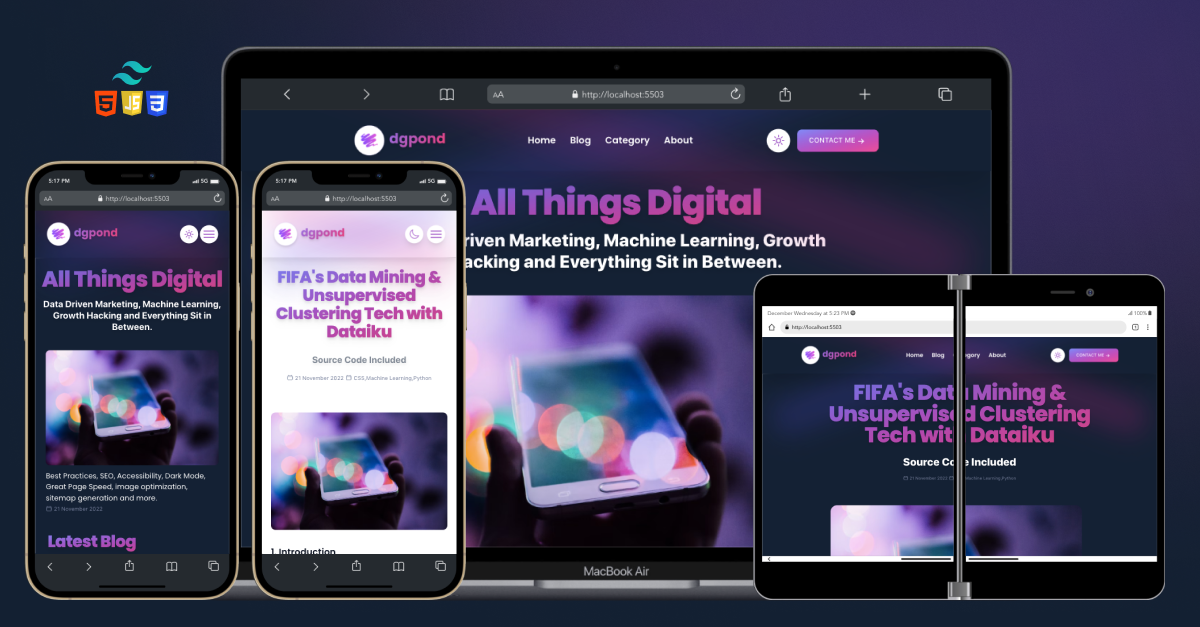 5
JS
3
AA
http://localhost:5503
dgpond
Home Blog Category About
CONTACT ME →
All Things Digital
riven Marketing, Machine Learning, Growth
acking and Everything Sit in Between.
MacBook Air
5:17 PM
5G
AA
http://localhost:5503
dgpond
All Things Digital
Data Driven Marketing, Machine Learning,
Growth Hacking and Everything Sit in
Between.
Best Practices, SEO, Accessibility, Dark Mode,
Great Page Speed, image optimization,
sitemap generation and more.
21 November 2022
Latest Blog
5:17 PM
5G
AA
http://localhost:5503
dgpond
FIFA's Data Mining &
Unsupervised
Clustering Tech with
Dataiku
Source Code Included
21 November 2022 CSS,Machine Learning,Python
1. Introduction
December Wednesday at 5:23 PM
100%
http://localhost:5503
dgpond
Home Blog egory About
CONTACT ME →
FIFA's Dat Mining &
Unsupervised Clustering
Tech with Dataiku
Source Code Included
21 November 2022 Machine Learning,Python